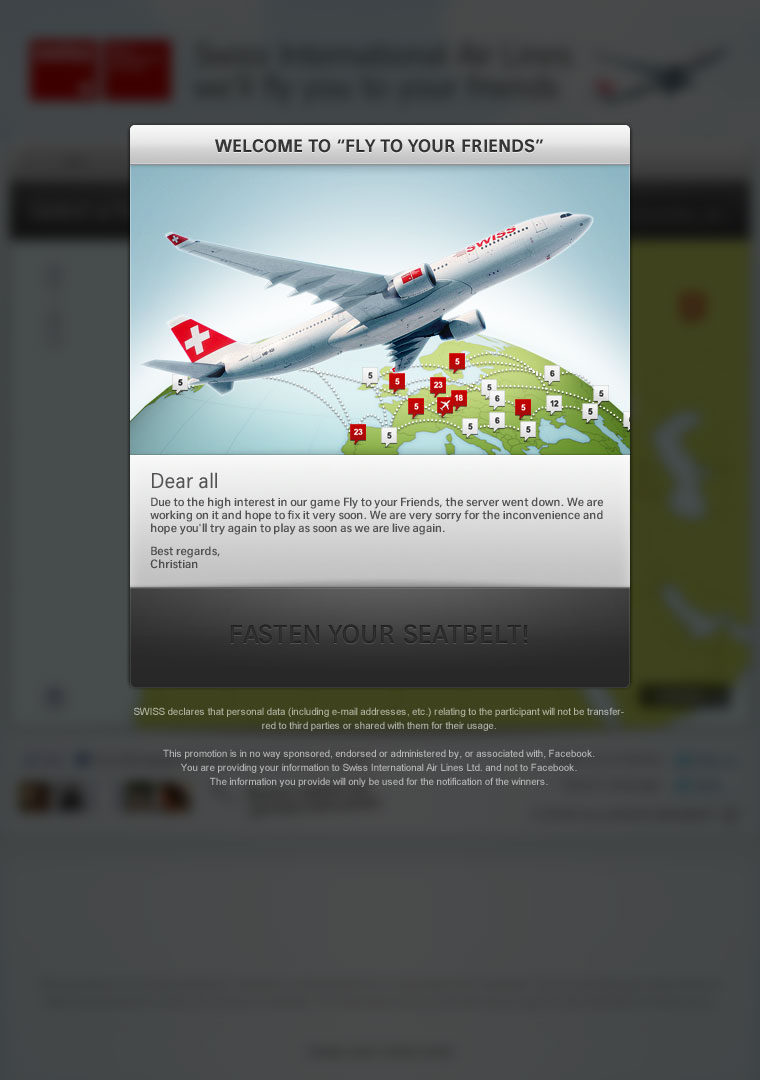 Swiss International Air Lines
we'll fly you to your friends
WELCOME TO “FLY TO YOUR FRIENDS”
SWISS
5
5
6
5
23
5
5
18
6
5
5
12
5
5
6
23
5
5
5
Dear all
Due to the high interest in our game Fly to your Friends, the server went down. We are
working on it and hope to fix it very soon. We are very sorry for the inconvenience and
hope you'll try again to play as soon as we are live again.
Best regards,
Christian
FASTEN YOUR SEATBELT!
SWISS declares that personal data (including e-mail addresses, etc.) relating to the participant will not be transfer-
red to third parties or shared with them for their usage.
This promotion is in no way sponsored, endorsed or administered by, or associated with, Facebook.
You are providing your information to Swiss International Air Lines Ltd. and not to Facebook.
The information you provide will only be used for the notification of the winners.